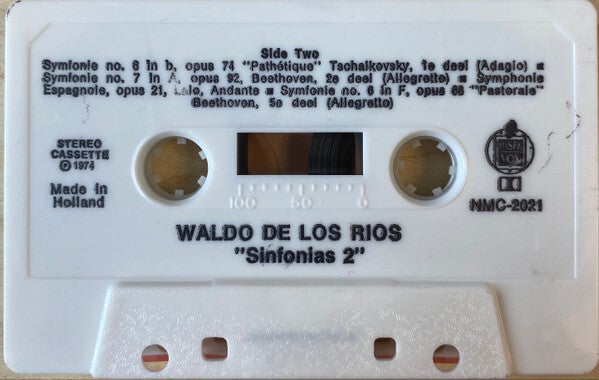 Side Two
Symfonie no. 6 in b, opus 74 "Pathétique" Tschaikovsky, 1e deel (Adagio) =
Symfonie no. 7 in A, opus 92, Beethoven, 2e deel (Allegretto) = Symphonie
Espagnole, opus 21, Lalo, Andante = Symfonie no. 6 in F, opus 68 "Pastorale"
Beethoven, 5e deel (Allegretto)
STEREO
CASSETTE
℗ 1974
Made in
Holland
100 50 0
NMC-2021
WALDO DE LOS RIOS
"Sinfonias 2"